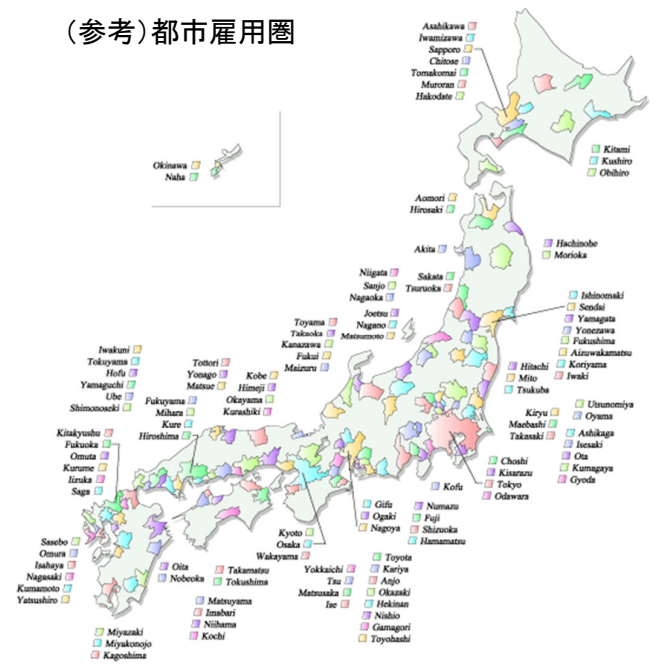 （参考）都市雇用圏
Asahikawa
Iwamizawa
Sapporo
Chitose
Tomakomai
Muroran
Hakodate
Kitami
Kushiro
Obihiro
Okinawa
Naha
Aomori
Hirosaki
Akita
Hachinohe
Morioka
Sakata
Tsuruoka
Niigata
Sanjo
Nagaoka
Joetsu
Nagano
Matsumoto
Ishinomaki
Sendai
Yamagata
Yonezawa
Fukushima
Aizuwakamatsu
Koriyama
Iwaki
Toyama
Takaoka
Kanazawa
Fukui
Maizuru
Hitachi
Mito
Tsukuba
Iwakuni
Tokuyama
Hofu
Yamaguchi
Ube
Shimonoseki
Tottori
Yonago
Matsue
Kobe
Himeji
Okayama
Kurashiki
Fukuyama
Mihara
Kure
Hiroshima
Utsunomiya
Oyama
Kiryu
Maebashi
Takasaki
Ashikaga
Isesaki
Ota
Kumagaya
Gyoda
Kitakyushu
Fukuoka
Omuta
Kurume
Iizuka
Saga
Choshi
Kisarazu
Tokyo
Odawara
Kofu
Gifu
Ogaki
Nagoya
Numazu
Fuji
Shizuoka
Hamamatsu
Kyoto
Osaka
Wakayama
Sasebo
Omura
Isahaya
Nagasaki
Kumamoto
Yatsushiro
Oita
Nobeoka
Takamatsu
Tokushima
Yokkaichi
Tsu
Matsusaka
Ise
Toyota
Kariya
Anjo
Okazaki
Hekinan
Nishio
Gamagori
Toyohashi
Matsuyama
Imabari
Niihama
Kochi
Miyazaki
Miyakonojo
Kagoshima